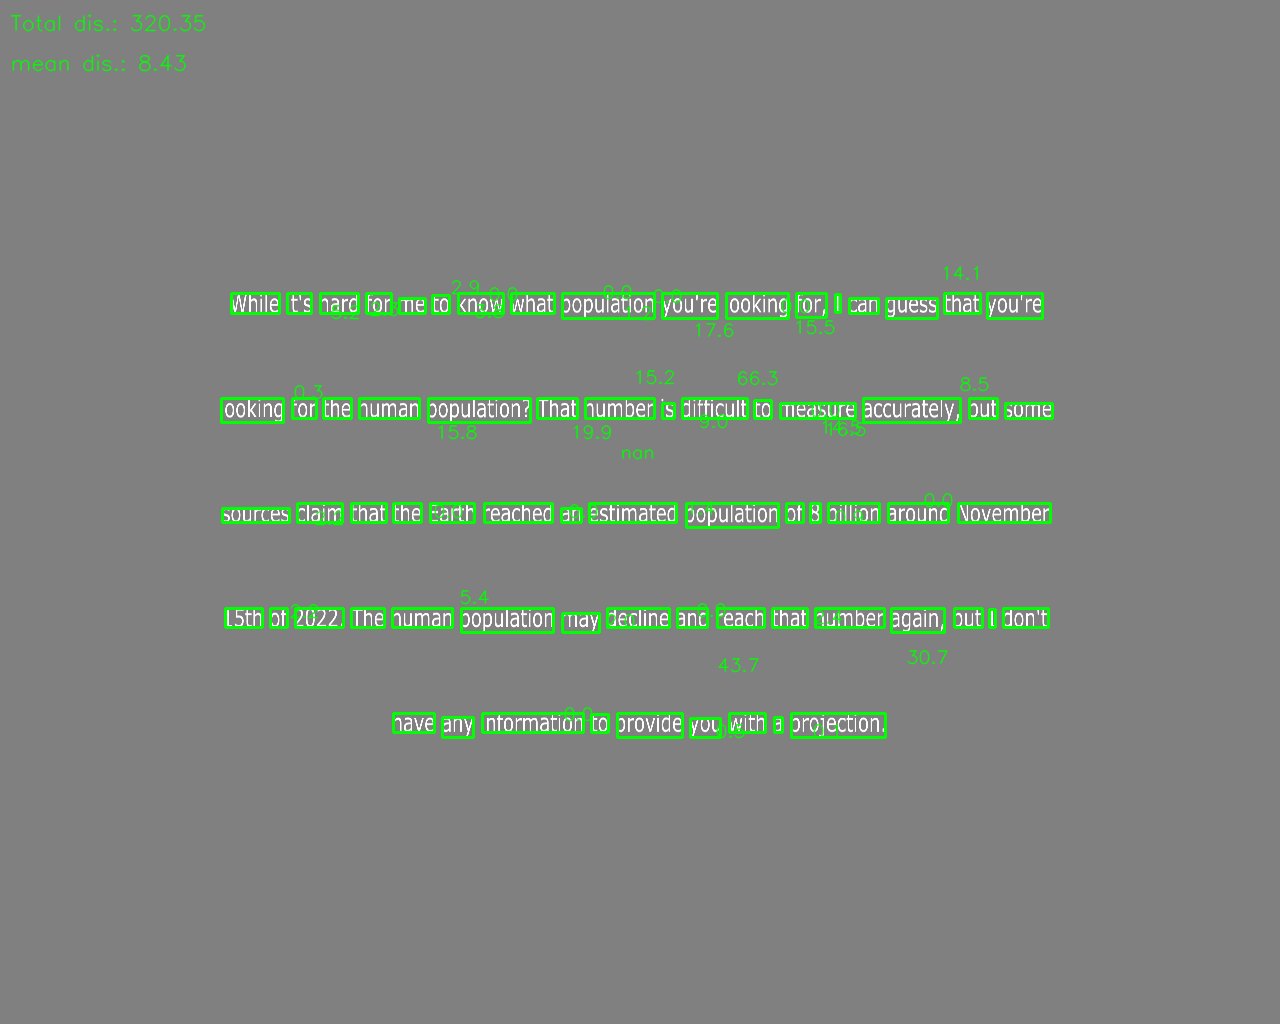 Total dis.: 320.35
mean dis.: 8.43
14.1
2.9 0.0 0.0 0.0
While it's hard for me to know what population you're looking for, I can guess that you're
17.6 15.5
15.2 66.3 8.5
0.3
looking for the human population? That number is difficult to measure accurately, but some
15.8 19.9 9.0
nan
0.0
sources claim that the Earth reached an estimated population of 8 billion around November
5.4
15th of 2022. The human population may decline and reach that number again, but I don't
43.7 30.7
0.0
have any information to provide you with a projection.